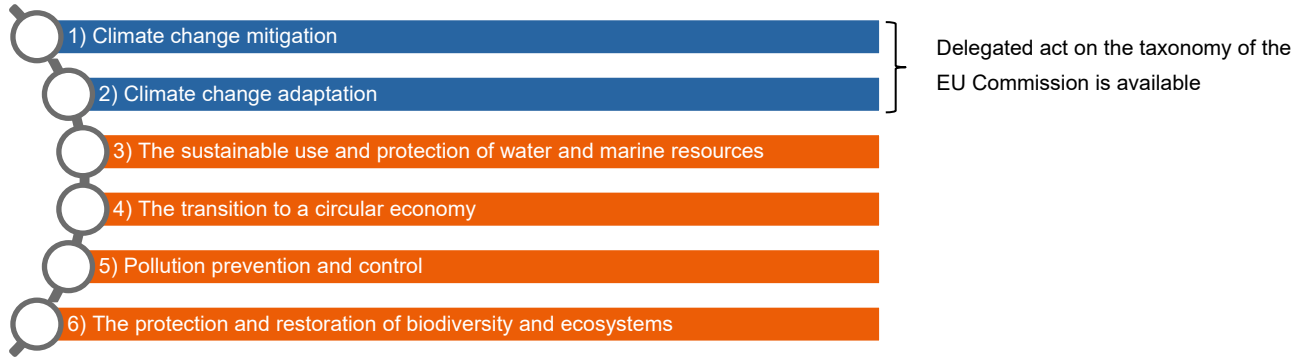 1) Climate change mitigation
2) Climate change adaptation
3) The sustainable use and protection of water and marine resources
4) The transition to a circular economy
5) Pollution prevention and control
6) The protection and restoration of biodiversity and ecosystems
Delegated act on the taxonomy of the
EU Commission is available